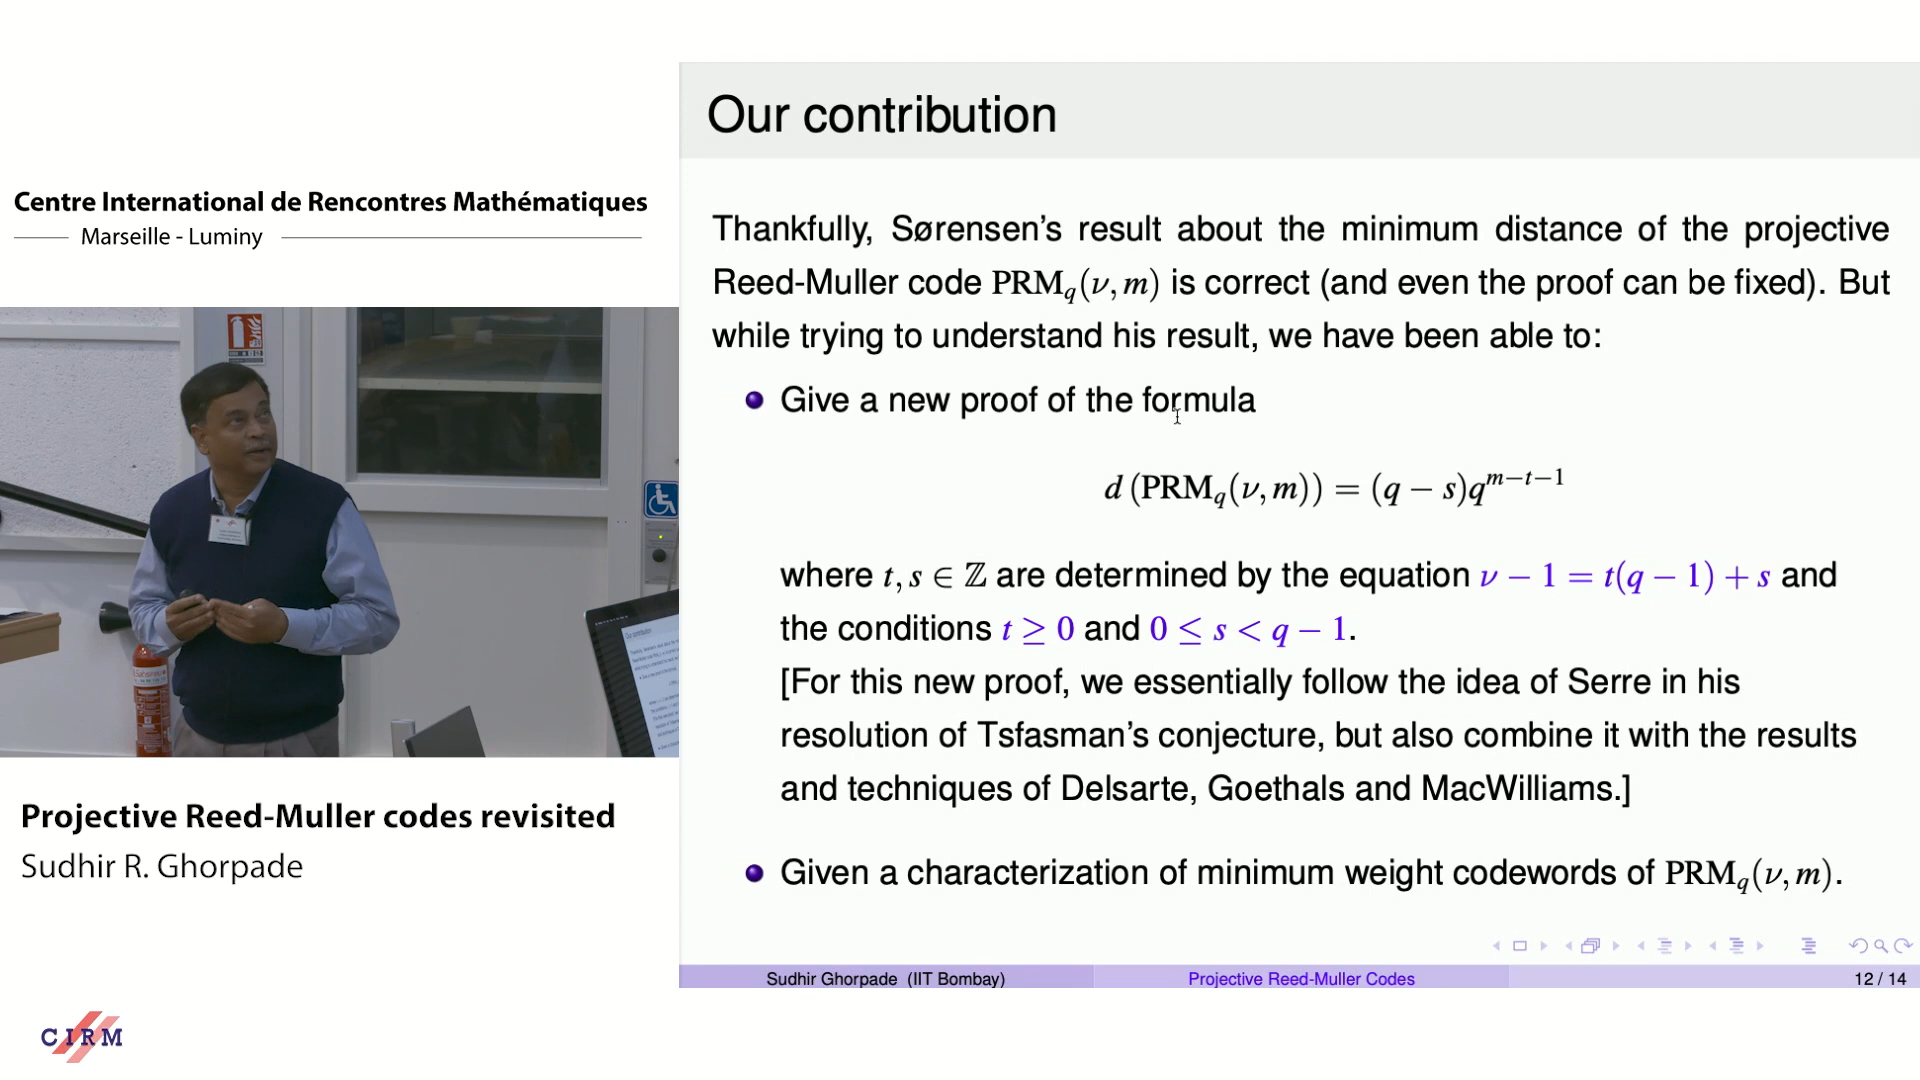 Centre International de Rencontres Mathématiques
Marseille - Luminy
Projective Reed-Muller codes revisited
Sudhir R. Ghorpade
CIRM
Our contribution
Thankfully, Sørensen's result about the minimum distance of the projective
Reed-Muller code PRM_q(ν, m) is correct (and even the proof can be fixed). But
while trying to understand his result, we have been able to:
Give a new proof of the formula
d (PRM_q(ν, m)) = (q − s)q^{m−t−1}
where t, s ∈ ℤ are determined by the equation ν − 1 = t(q − 1) + s and
the conditions t ≥ 0 and 0 ≤ s < q − 1.
[For this new proof, we essentially follow the idea of Serre in his
resolution of Tsfasman's conjecture, but also combine it with the results
and techniques of Delsarte, Goethals and MacWilliams.]
Given a characterization of minimum weight codewords of PRM_q(ν, m).
Sudhir Ghorpade (IIT Bombay)
Projective Reed-Muller Codes
12 / 14